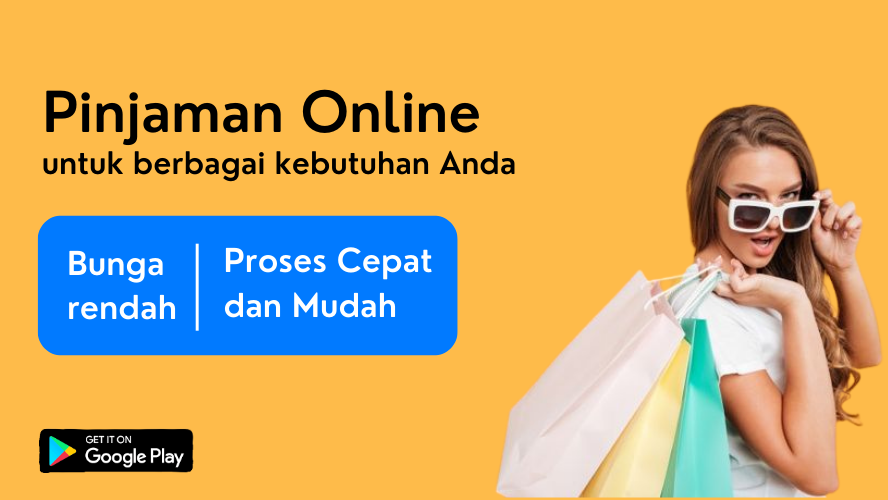 Pinjaman Online
untuk berbagai kebutuhan Anda
Bunga
rendah
Proses Cepat
dan Mudah
GET IT ON
Google Play